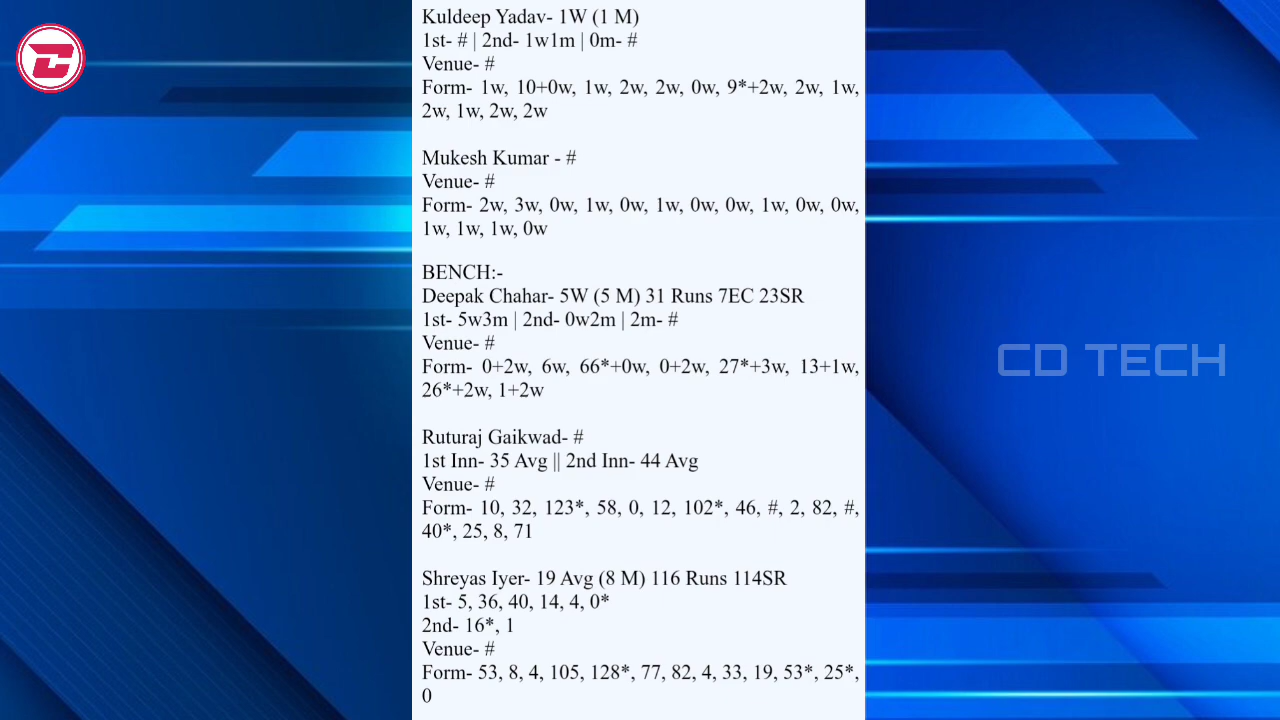 Kuldeep Yadav- 1W (1 M)
1st- # | 2nd- 1w1m | 0m- #
Venue- #
Form- 1w, 10+0w, 1w, 2w, 2w, 0w, 9*+2w, 2w, 1w,
2w, 1w, 2w, 2w
Mukesh Kumar - #
Venue- #
Form- 2w, 3w, 0w, 1w, 0w, 1w, 0w, 0w, 1w, 0w, 0w,
1w, 1w, 1w, 0w
BENCH:-
Deepak Chahar- 5W (5 M) 31 Runs 7EC 23SR
1st- 5w3m | 2nd- 0w2m | 2m- #
Venue- #
Form- 0+2w, 6w, 66*+0w, 0+2w, 27*+3w, 13+1w,
26*+2w, 1+2w
Ruturaj Gaikwad- #
1st Inn- 35 Avg || 2nd Inn- 44 Avg
Venue- #
Form- 10, 32, 123*, 58, 0, 12, 102*, 46, #, 2, 82, #,
40*, 25, 8, 71
Shreyas Iyer- 19 Avg (8 M) 116 Runs 114SR
1st- 5, 36, 40, 14, 4, 0*
2nd- 16*, 1
Venue- #
Form- 53, 8, 4, 105, 128*, 77, 82, 4, 33, 19, 53*, 25*,
0
CD TECH